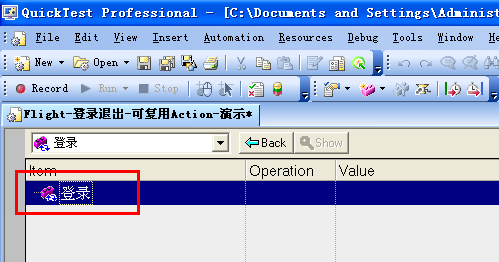 QuickTest Professional - [C:\Documents and Settings\Adminis
File Edit View Insert Automation Resources Debug Tools Window H
New Open
Record Run Stop
Flight-登录退出-可复用Action-演示*
登录 Back Show
Item Operation Value
登录